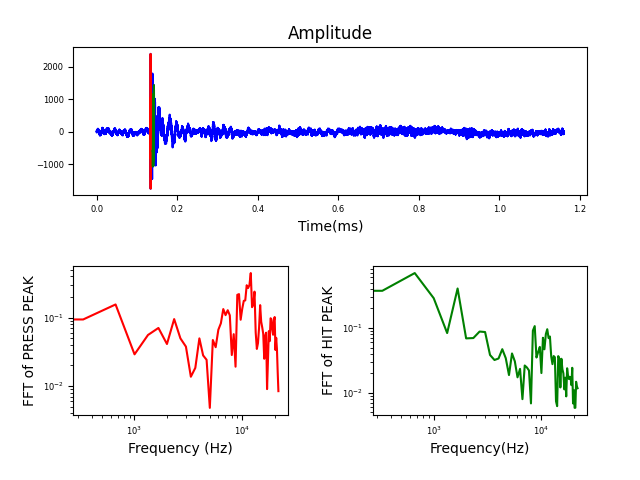 Amplitude
2000
1000
0
−1000
0.0 0.2 0.4 0.6 0.8 1.0 1.2
Time(ms)
FFT of PRESS PEAK
10⁻¹
10⁻²
10³ 10⁴
Frequency (Hz)
FFT of HIT PEAK
10⁻¹
10⁻²
10³ 10⁴
Frequency(Hz)